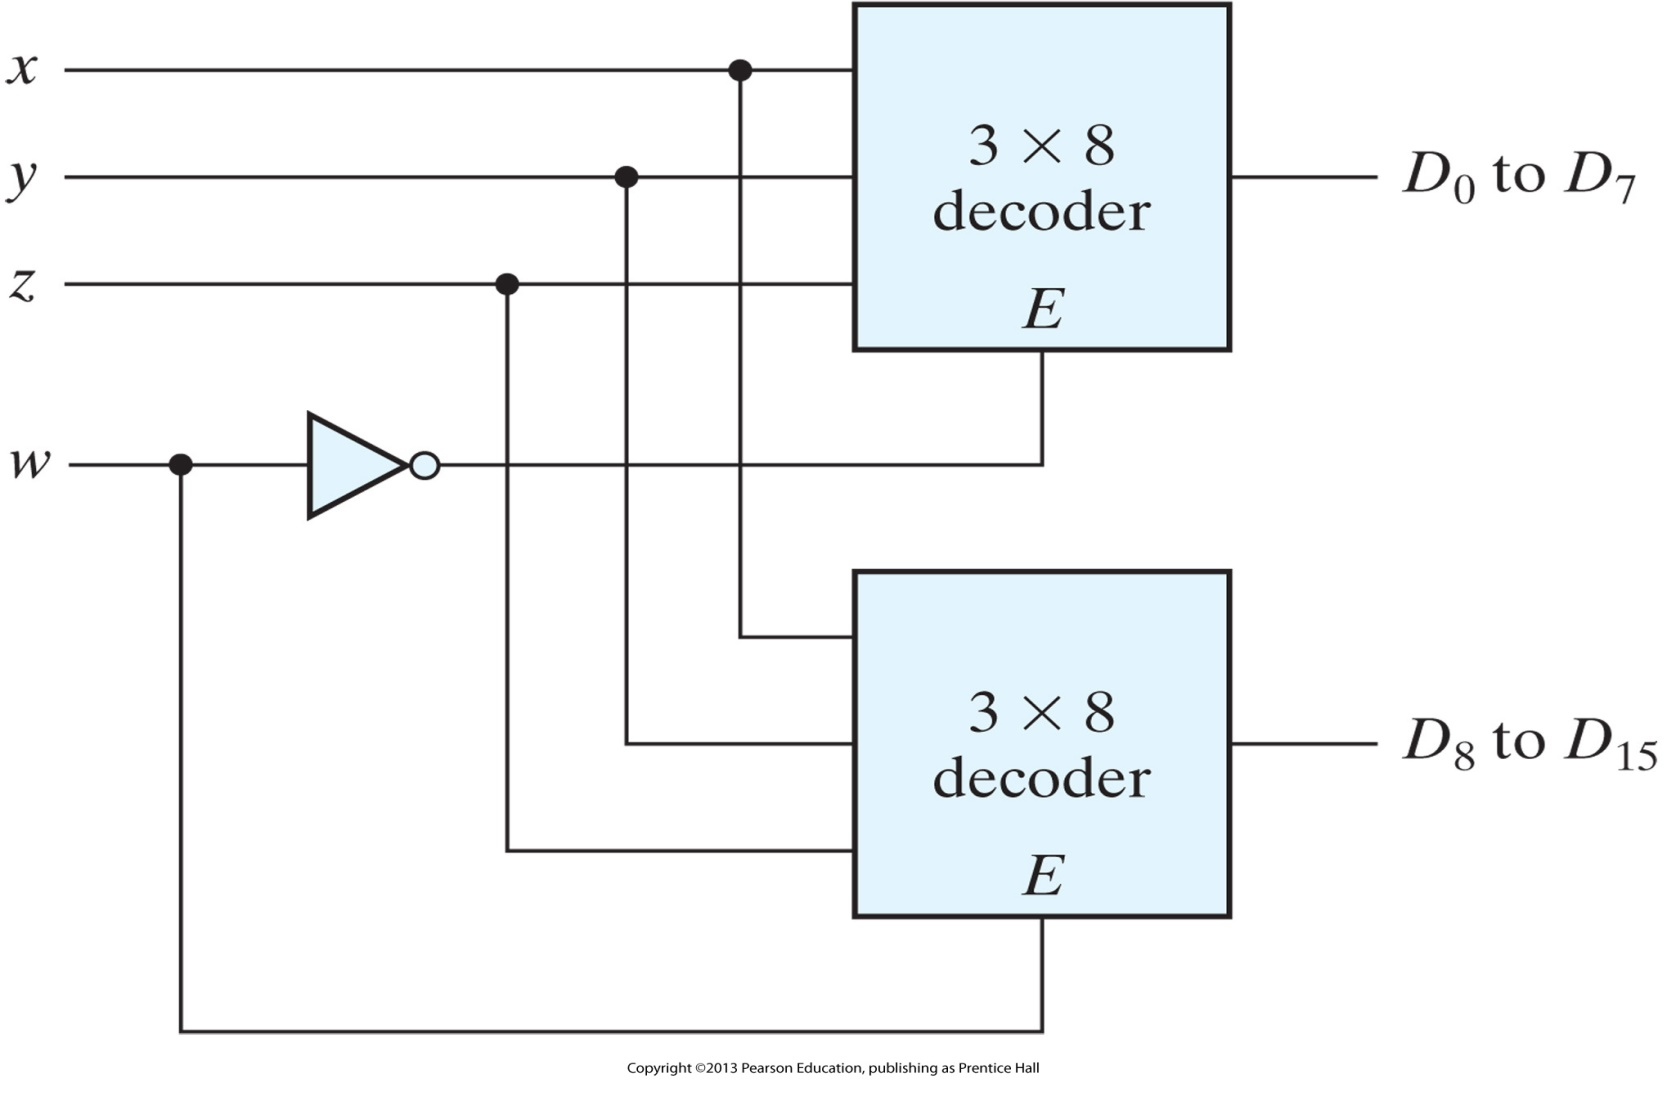 x
y
z
w
3 × 8
decoder
E
D₀ to D₇
3 × 8
decoder
E
D₈ to D₁₅
Copyright ©2013 Pearson Education, publishing as Prentice Hall